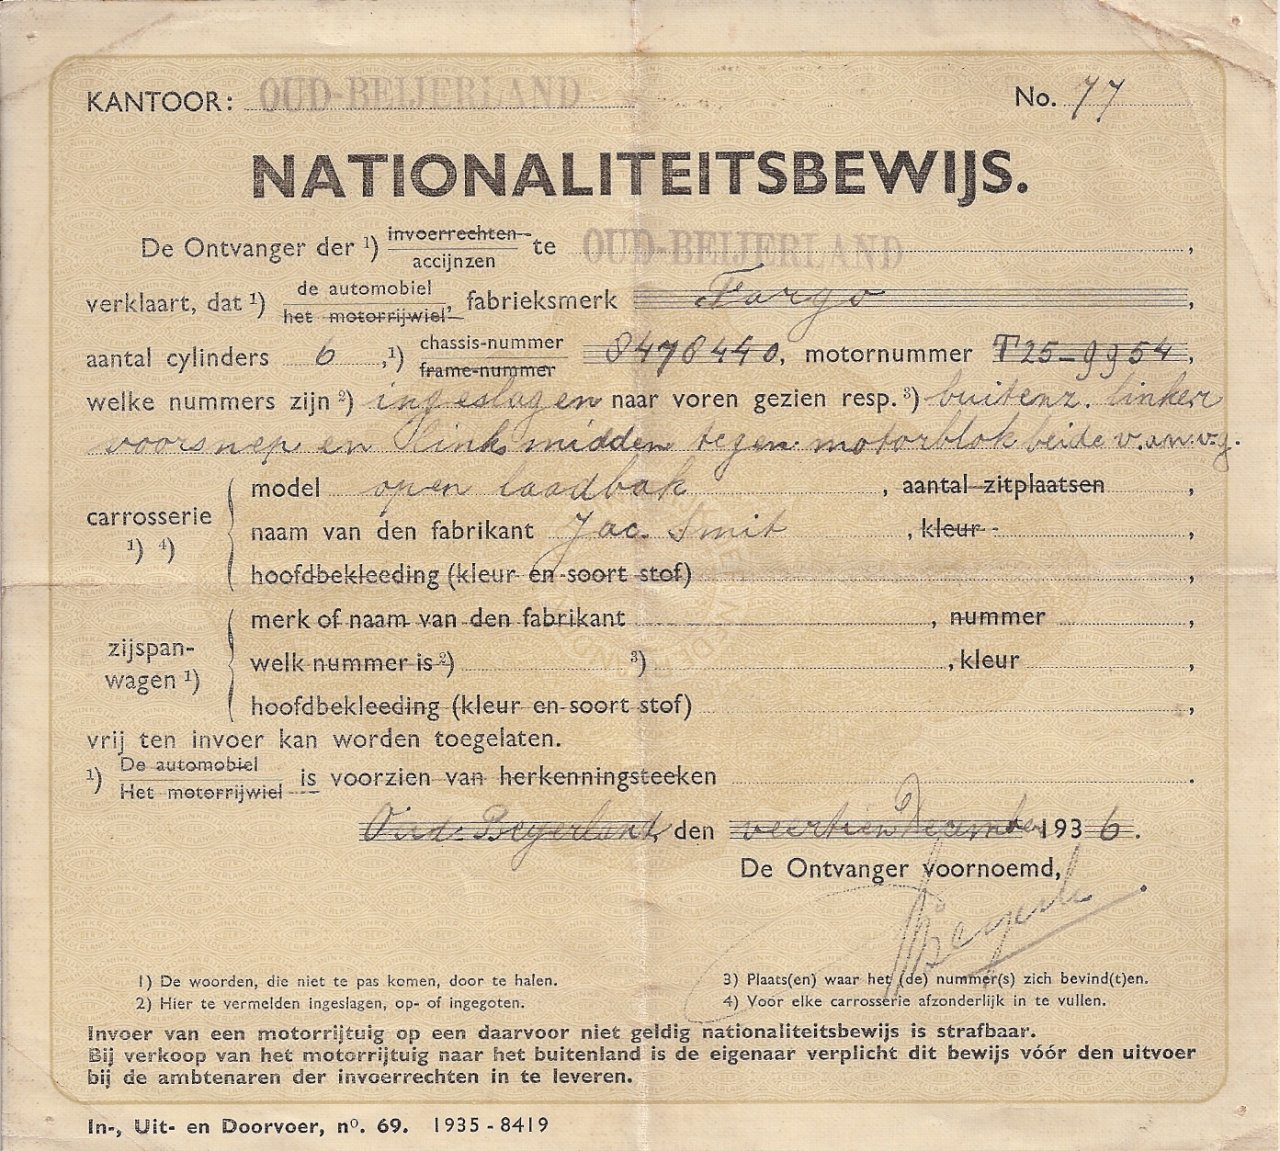 KANTOOR: OUD-BEIJERLAND No. 77
NATIONALITEITSBEWIJS.
De Ontvanger der ¹) invoerrechten accijnzen te OUD-BEIJERLAND,
verklaart, dat ¹) de automobiel het motorrijwiel, fabrieksmerk Fargo,
aantal cylinders 6, ¹) chassis-nummer frame-nummer 8476440, motornummer T25-9954,
welke nummers zijn ²) ingeslagen naar voren gezien resp. ³) buitenz. linker
voorsnep en link midden tegen motorblok beide v.a.n.v.g.
carrosserie ¹) ⁴)
model open laadbak, aantal zitplaatsen,
naam van den fabrikant Jac. Smit, kleur,
hoofdbekleeding (kleur en soort stof),
zijspan-wagen ¹)
merk of naam van den fabrikant, nummer,
welk nummer is ²) ³), kleur,
hoofdbekleeding (kleur en soort stof),
vrij ten invoer kan worden toegelaten.
¹) De automobiel Het motorrijwiel is voorzien van herkenningsteeken.
Oud-Beyerland, den veertien December 1936.
De Ontvanger voornoemd,
1) De woorden, die niet te pas komen, door te halen.
2) Hier te vermelden ingeslagen, op- of ingegoten.
3) Plaats(en) waar het (de) nummer(s) zich bevind(t)en.
4) Voor elke carrosserie afzonderlijk in te vullen.
Invoer van een motorrijtuig op een daarvoor niet geldig nationaliteitsbewijs is strafbaar.
Bij verkoop van het motorrijtuig naar het buitenland is de eigenaar verplicht dit bewijs vóór den uitvoer
bij de ambtenaren der invoerrechten in te leveren.
In-, Uit- en Doorvoer, nº. 69. 1935 - 8419